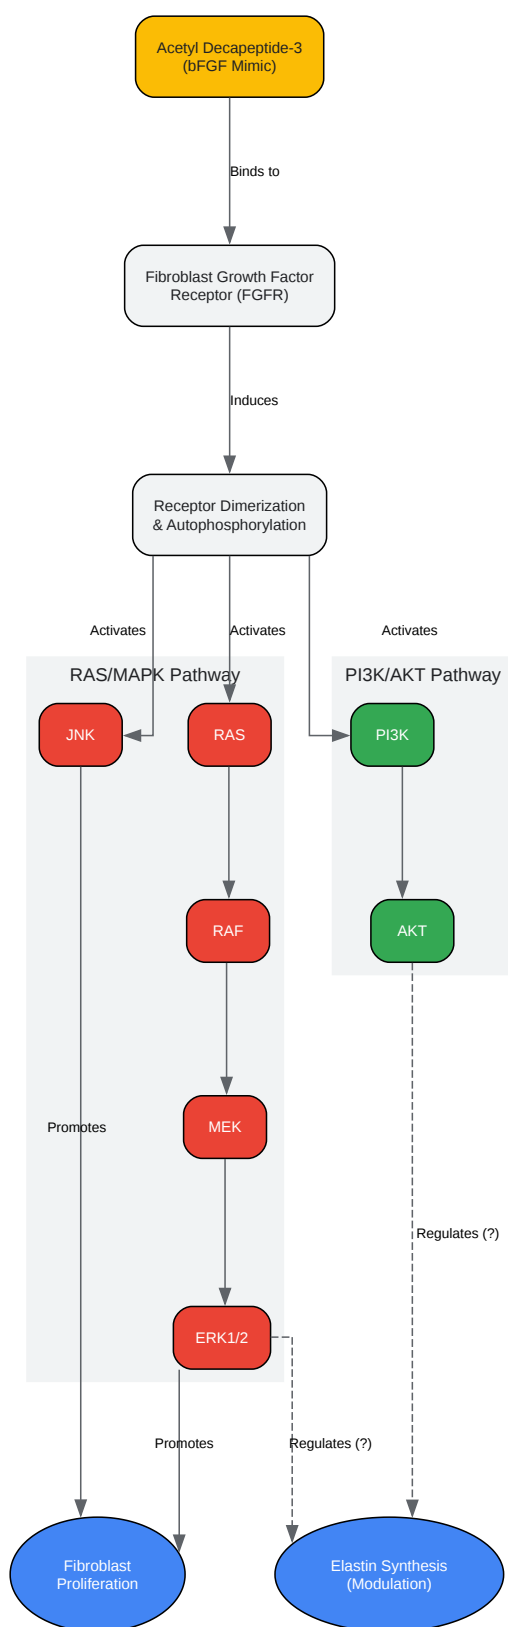 Acetyl Decapeptide-3
(bFGF Mimic)
Binds to
Fibroblast Growth Factor
Receptor (FGFR)
Induces
Receptor Dimerization
& Autophosphorylation
Activates
Activates
Activates
RAS/MAPK Pathway
PI3K/AKT Pathway
JNK
RAS
PI3K
RAF
AKT
MEK
Promotes
Regulates (?)
ERK1/2
Promotes
Regulates (?)
Fibroblast
Proliferation
Elastin Synthesis
(Modulation)